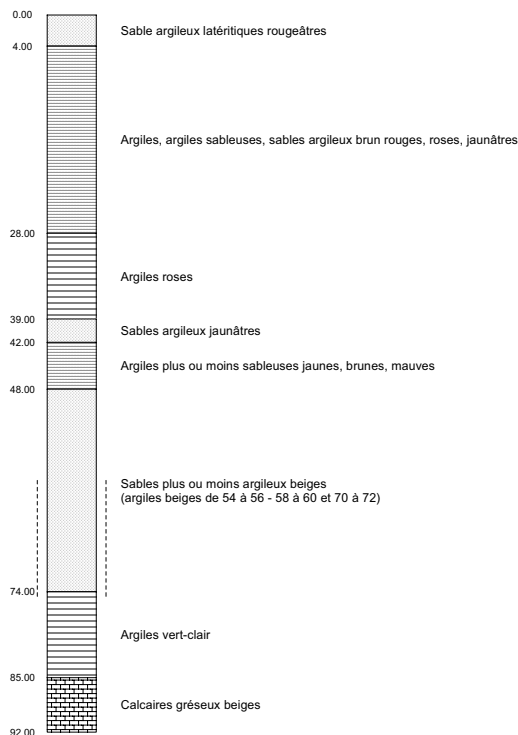 0.00
Sable argileux latéritiques rougeâtres
4.00
Argiles, argiles sableuses, sables argileux brun rouges, roses, jaunâtres
28.00
Argiles roses
39.00
Sables argileux jaunâtres
42.00
Argiles plus ou moins sableuses jaunes, brunes, mauves
48.00
Sables plus ou moins argileux beiges
(argiles beiges de 54 à 56 - 58 à 60 et 70 à 72)
74.00
Argiles vert-clair
85.00
Calcaires gréseux beiges
92.00